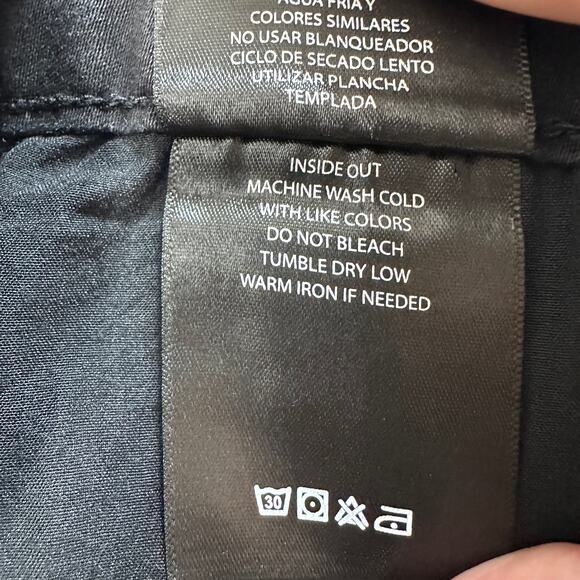 AGUA FRIA Y
COLORES SIMILARES
NO USAR BLANQUEADOR
CICLO DE SECADO LENTO
UTILIZAR PLANCHA
TEMPLADA
INSIDE OUT
MACHINE WASH COLD
WITH LIKE COLORS
DO NOT BLEACH
TUMBLE DRY LOW
WARM IRON IF NEEDED
30